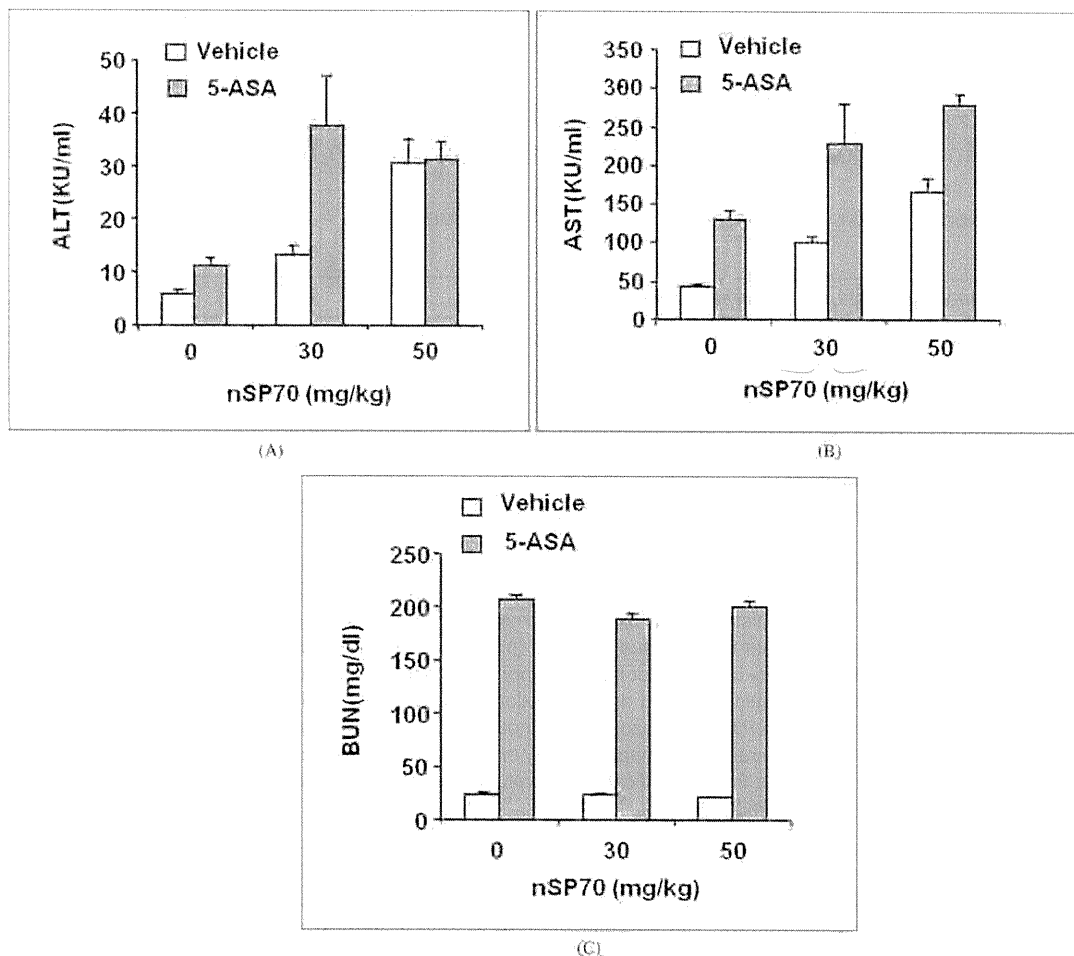 Vehicle
5-ASA
ALT(KU/ml)
50
40
30
20
10
0
0 30 50
nSP70 (mg/kg)
(A)
Vehicle
5-ASA
AST(KU/ml)
350
300
250
200
150
100
50
0
0 30 50
nSP70 (mg/kg)
(B)
Vehicle
5-ASA
BUN(mg/dl)
250
200
150
100
50
0
0 30 50
nSP70 (mg/kg)
(C)